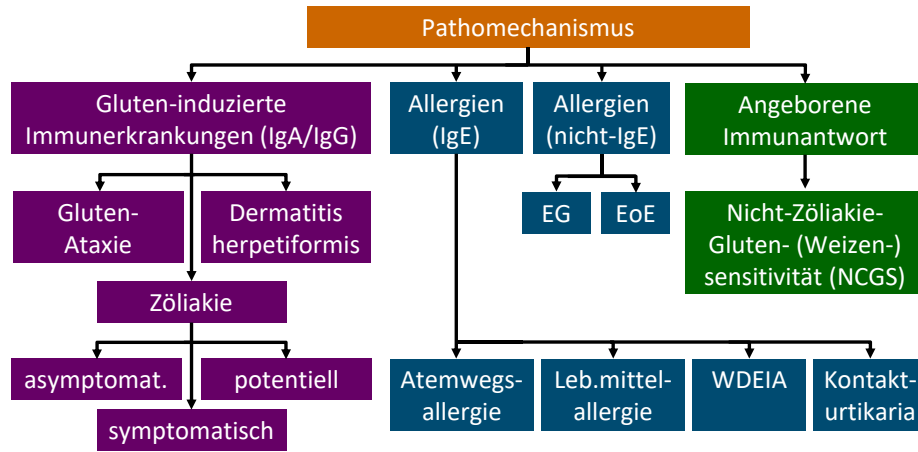 Pathomechanismus
Gluten-induzierte
Immunerkrankungen (IgA/IgG)
Allergien
(IgE)
Allergien
(nicht-IgE)
Angeborene
Immunantwort
Gluten-
Ataxie
Dermatitis
herpetiformis
EG
EoE
Nicht-Zöliakie-
Gluten- (Weizen-)
sensitivität (NCGS)
Zöliakie
asymptomat.
potentiell
symptomatisch
Atemwegs-
allergie
Leb.mittel-
allergie
WDEIA
Kontakt-
urtikaria